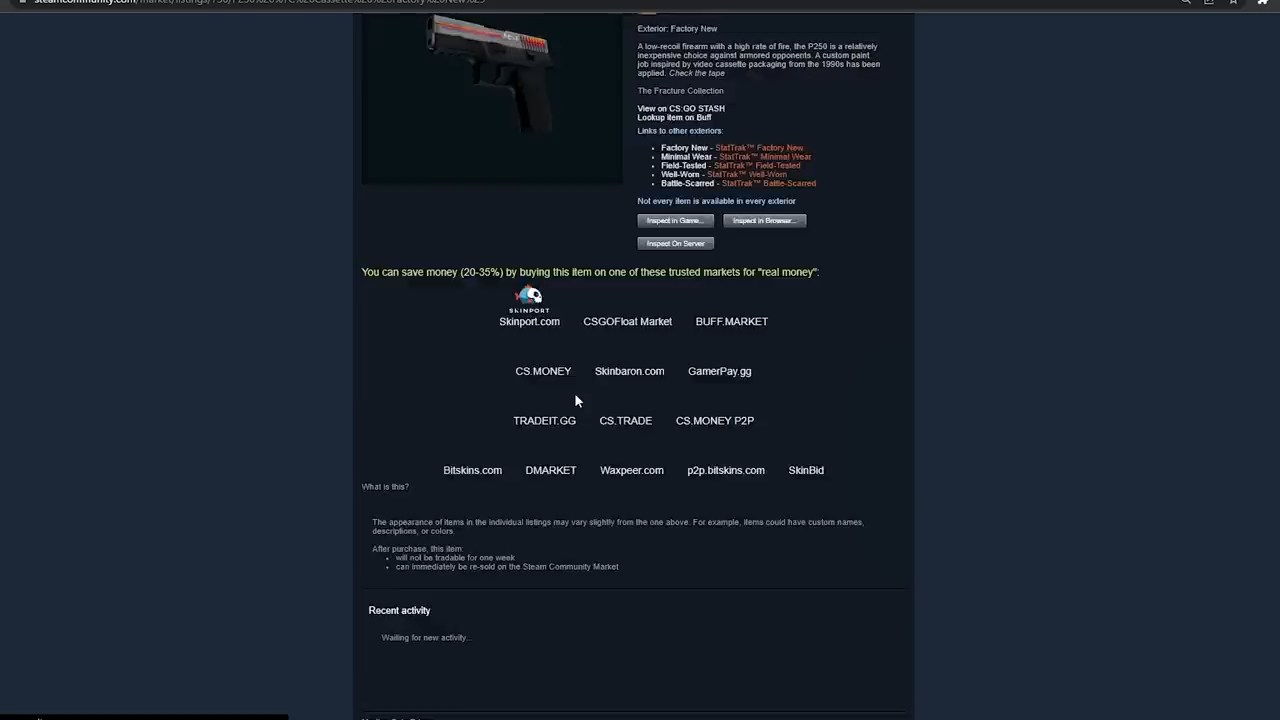 Exterior: Factory New
A low-recoil firearm with a high rate of fire, the P250 is a relatively
inexpensive choice against armored opponents. A custom paint
job inspired by video cassette packaging from the 1990s has been
applied. Check the tape
The Fracture Collection
View on CS:GO STASH
Lookup item on Buff
Links to other exteriors:
Factory New - StatTrak™ Factory New
Minimal Wear - StatTrak™ Minimal Wear
Field-Tested - StatTrak™ Field-Tested
Well-Worn - StatTrak™ Well-Worn
Battle-Scarred - StatTrak™ Battle-Scarred
Not every item is available in every exterior
Inspect in Game... Inspect in Browser...
Inspect On Server
You can save money (20-35%) by buying this item on one of these trusted markets for "real money":
SKINPORT
Skinport.com CSGOFloat Market BUFF.MARKET
CS.MONEY Skinbaron.com GamerPay.gg
TRADEIT.GG CS.TRADE CS.MONEY P2P
Bitskins.com DMARKET Waxpeer.com p2p.bitskins.com SkinBid
What is this?
The appearance of items in the individual listings may vary slightly from the one above. For example, items could have custom names,
descriptions, or colors.
After purchase, this item:
will not be tradable for one week
can immediately be re-sold on the Steam Community Market
Recent activity
Waiting for new activity..